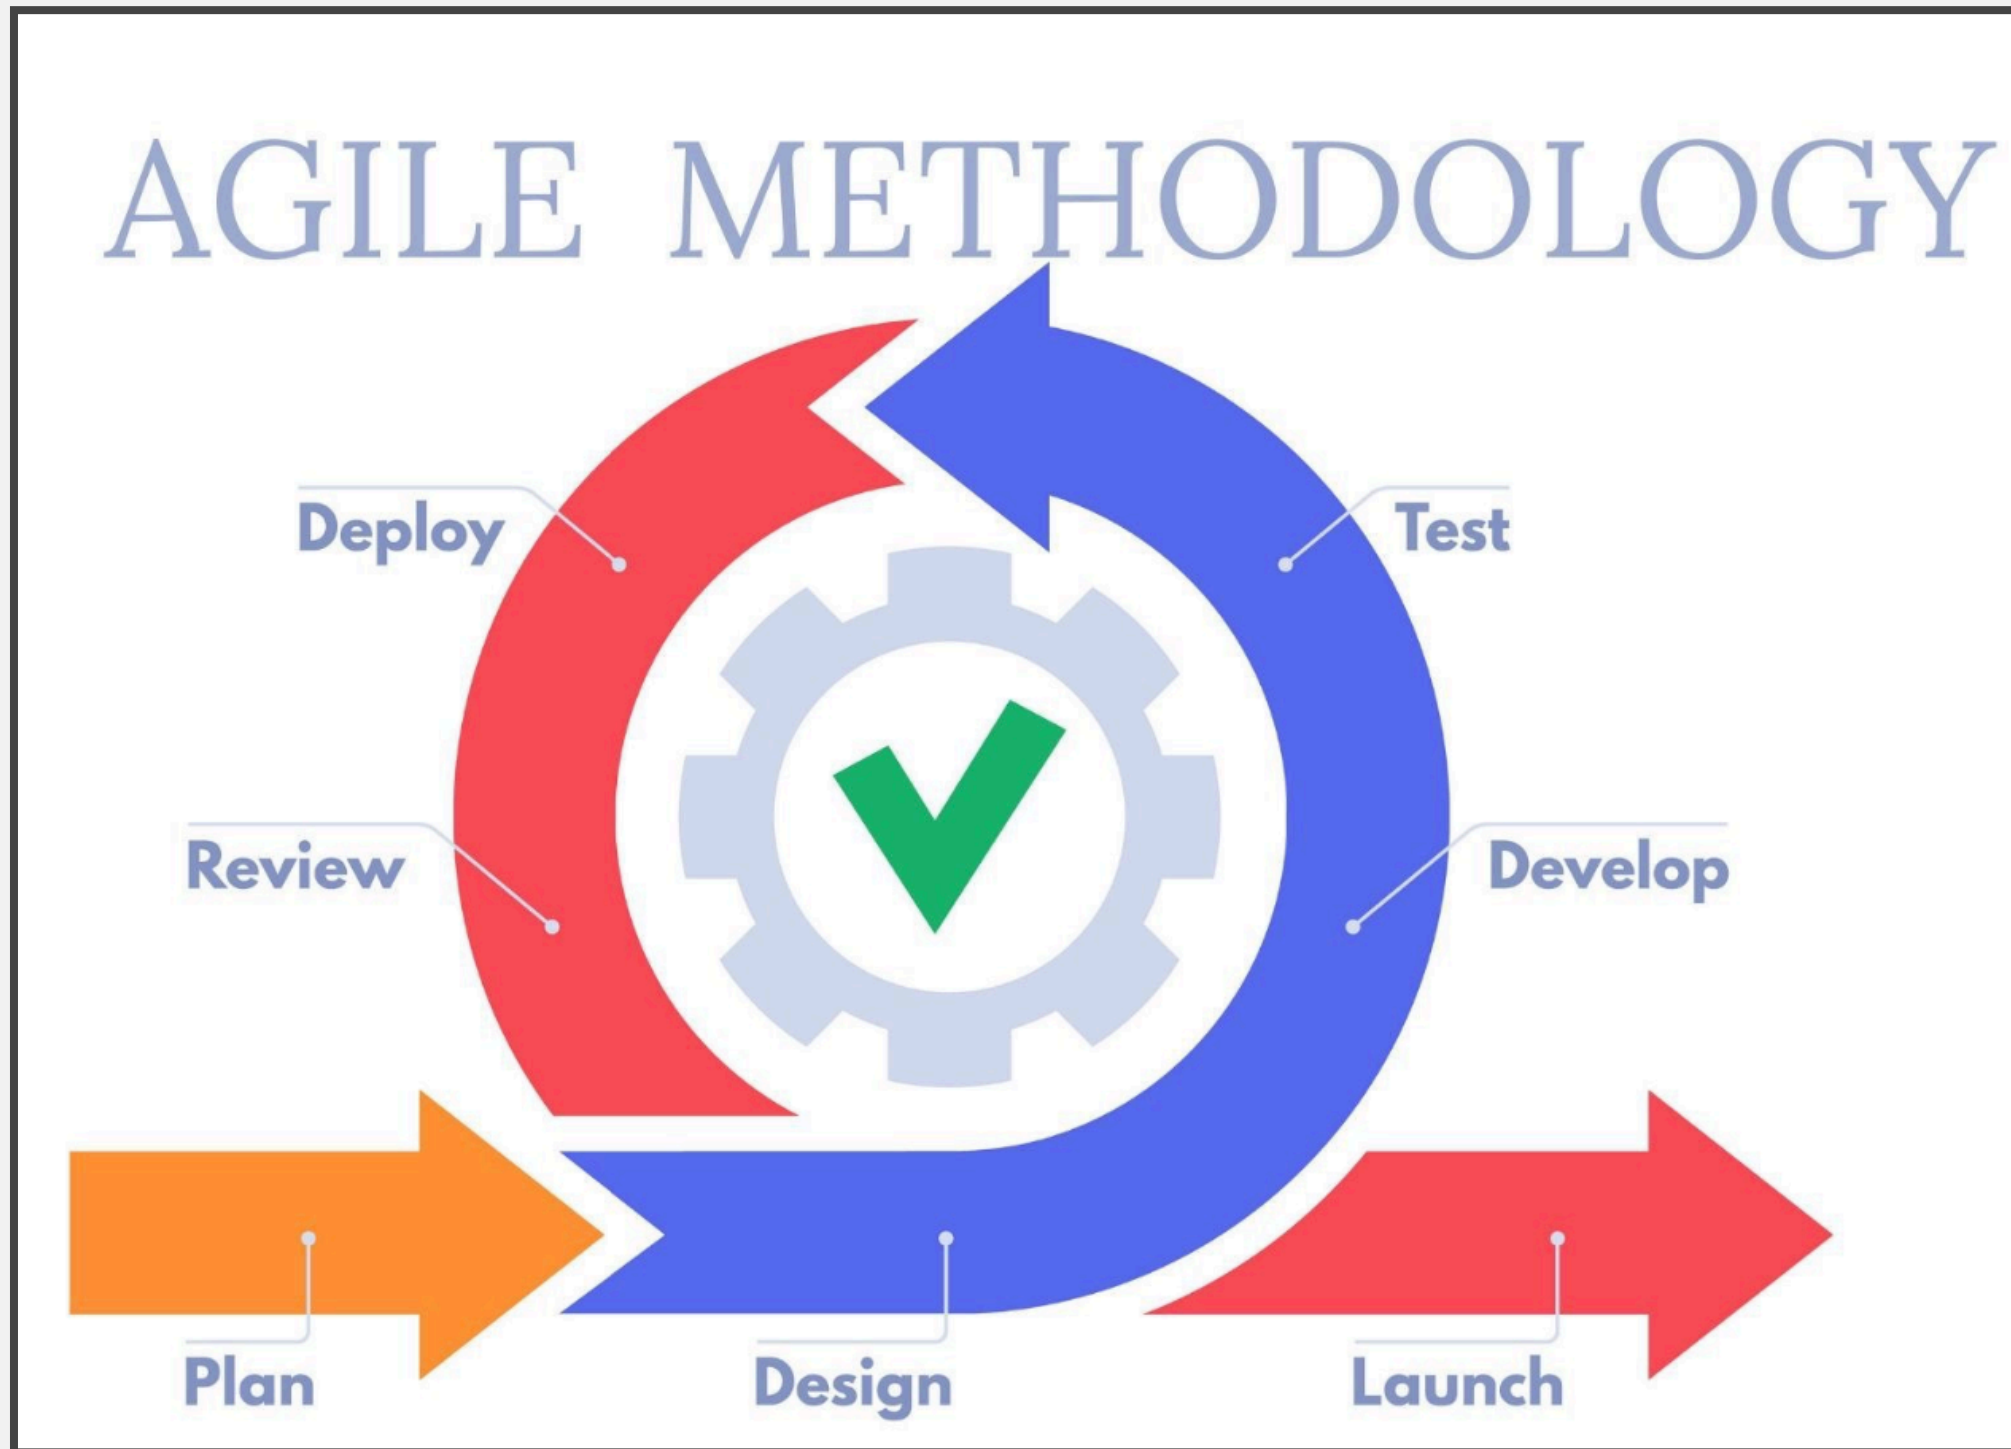 AGILE METHODOLOGY
Deploy
Test
Review
Develop
Plan
Design
Launch